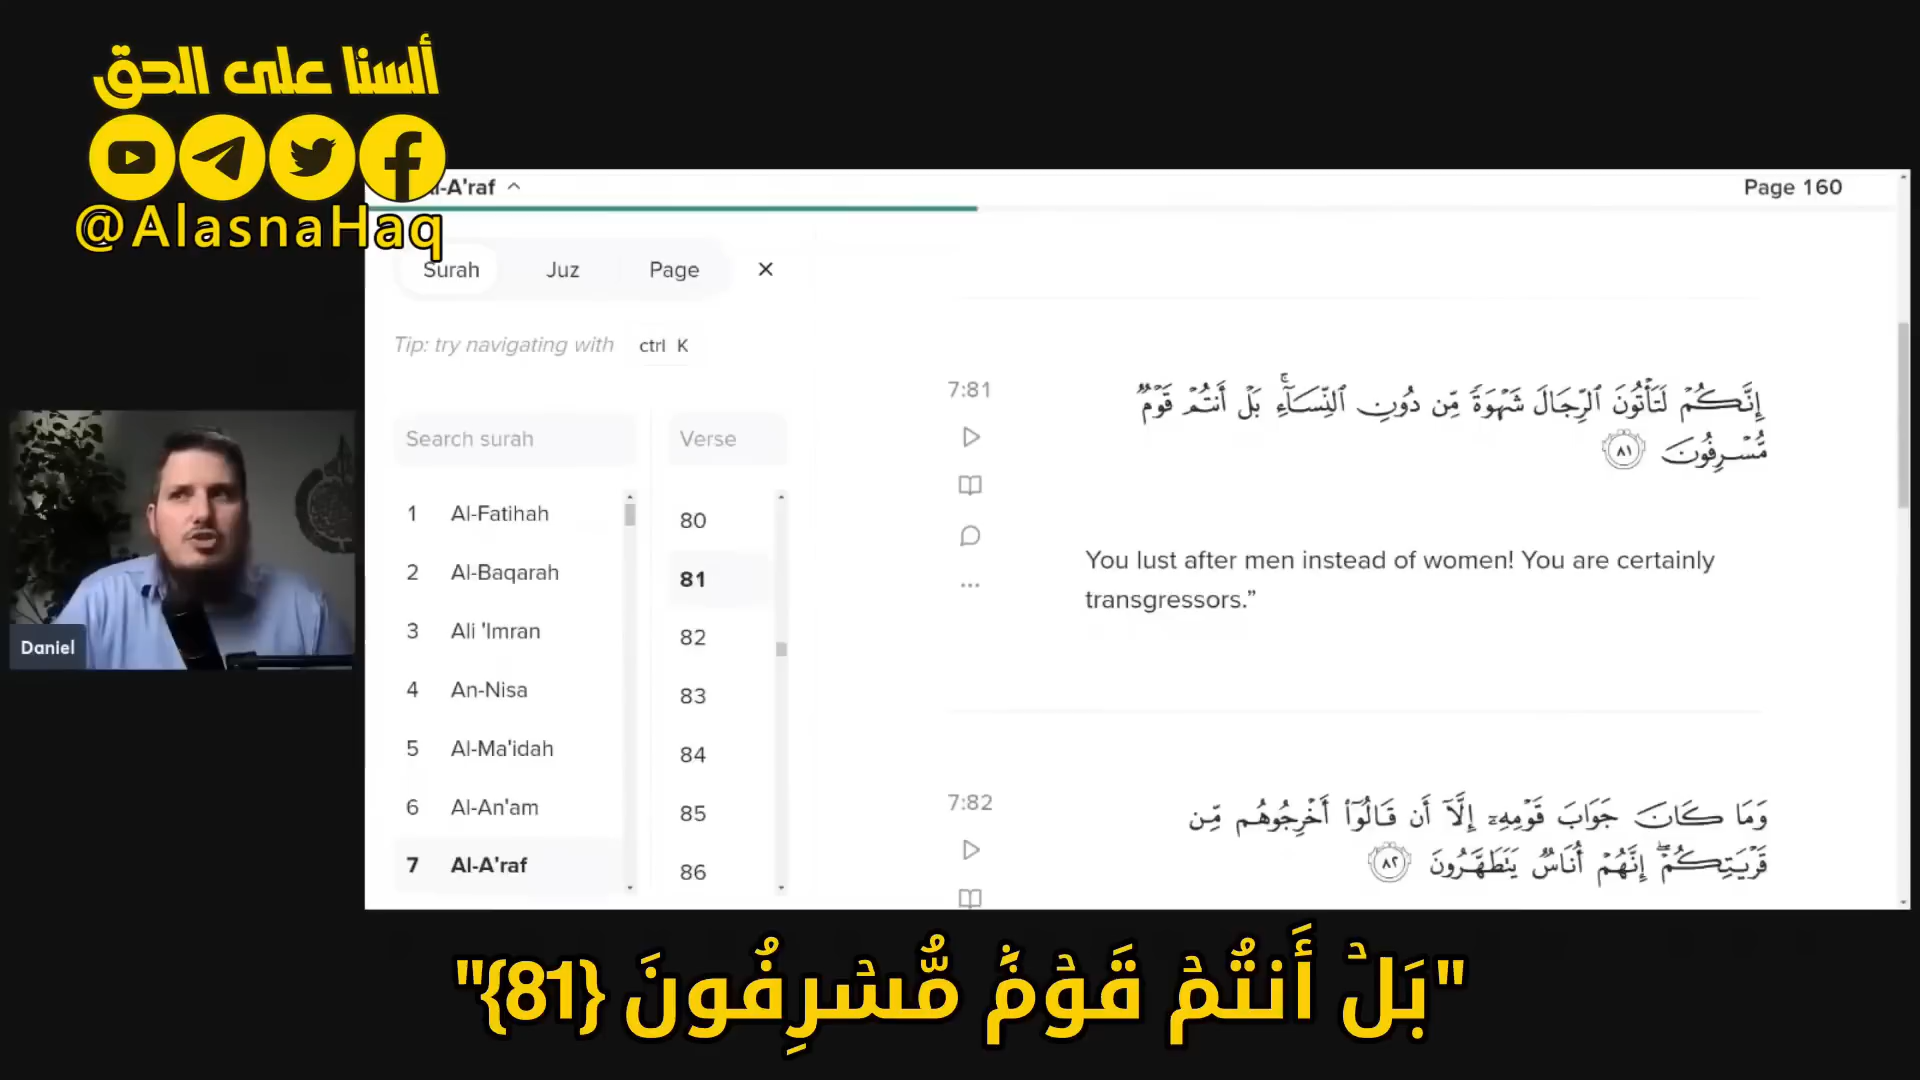 ألسنا على الحق
@AlasnaHaq
l-A'raf
Page 160
Surah
Juz
Page
Tip: try navigating with ctrl K
Search surah
Verse
1 Al-Fatihah
2 Al-Baqarah
3 Ali 'Imran
4 An-Nisa
5 Al-Ma'idah
6 Al-An'am
7 Al-A'raf
80
81
82
83
84
85
86
7:81
إِنَّكُمْ لَتَأْتُونَ ٱلرِّجَالَ شَهْوَةً مِّن دُونِ ٱلنِّسَآءِ ۚ بَلْ أَنتُمْ قَوْمٌ
مُّسْرِفُونَ ٨١
You lust after men instead of women! You are certainly
transgressors.”
7:82
وَمَا كَانَ جَوَابَ قَوْمِهِۦٓ إِلَّآ أَن قَالُوٓا۟ أَخْرِجُوهُم مِّن
قَرْيَتِكُمْ ۖ إِنَّهُمْ أُنَاسٌ يَتَطَهَّرُونَ ٨٢
Daniel
"بَلْ أَنتُمْ قَوْمٌ مُّسْرِفُونَ {81}"